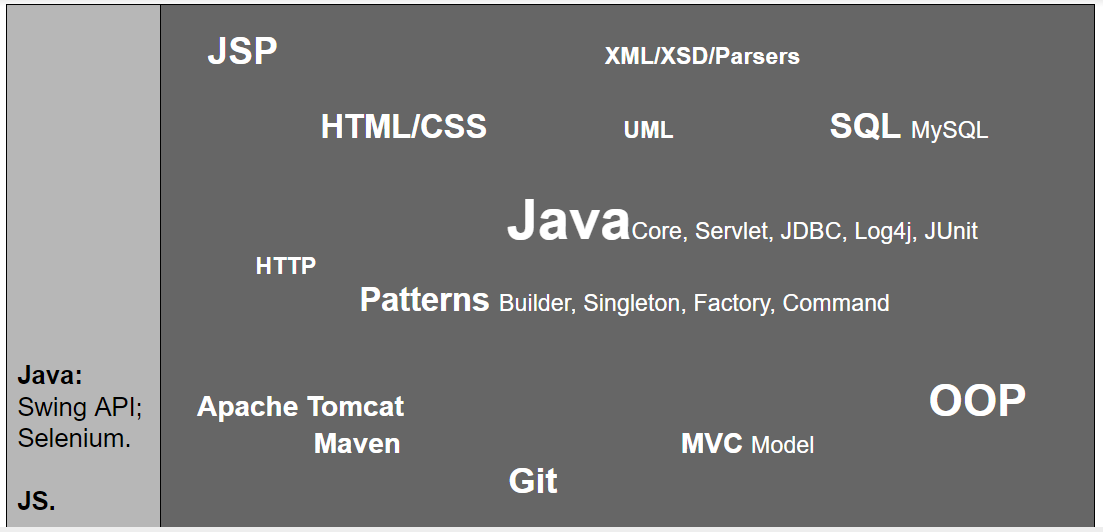 JSP
XML/XSD/Parsers
HTML/CSS
UML
SQL MySQL
Java Core, Servlet, JDBC, Log4j, JUnit
HTTP
Patterns Builder, Singleton, Factory, Command
Java:
Swing API;
Selenium.
JS.
Apache Tomcat
OOP
Maven
MVC Model
Git